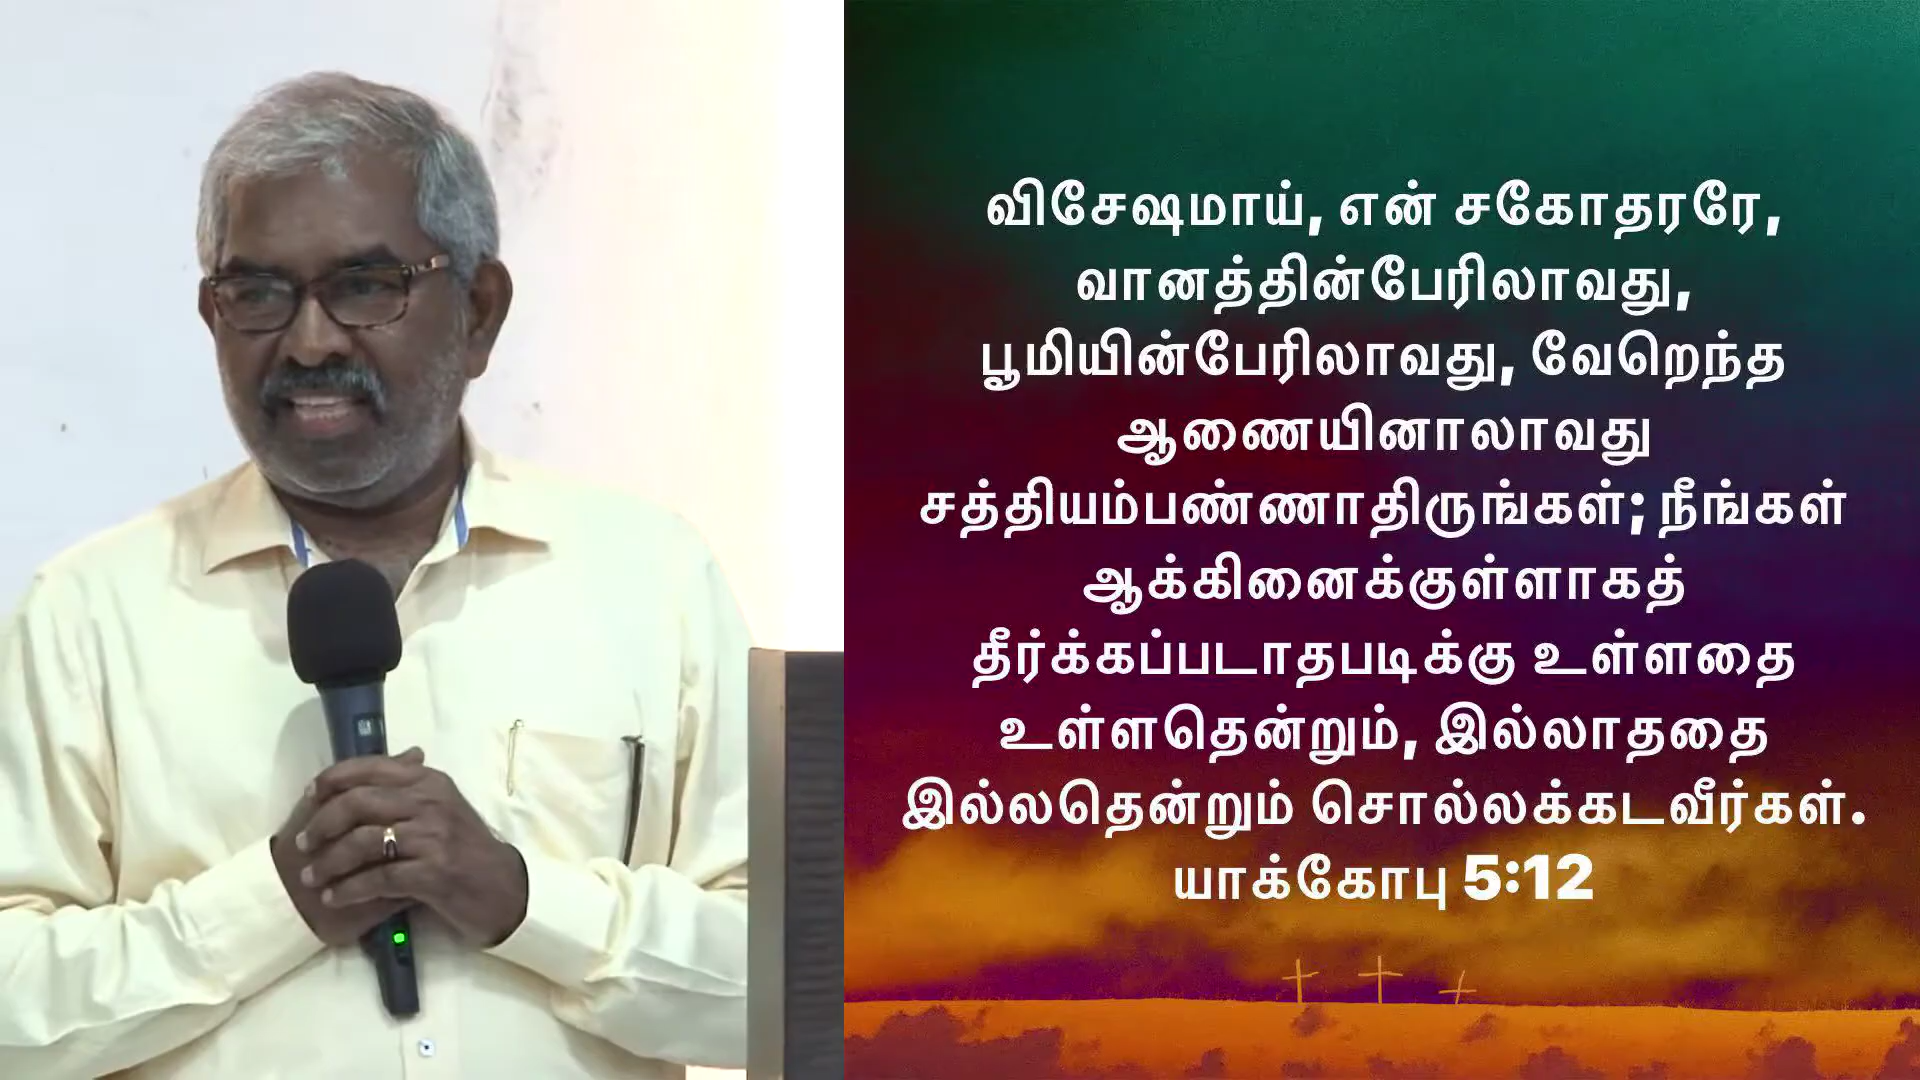 விசேஷமாய், என் சகோதரரே,
வானத்தின்பேரிலாவது,
பூமியின்பேரிலாவது, வேறெந்த
ஆணையினாலாவது
சத்தியம்பண்ணாதிருங்கள்; நீங்கள்
ஆக்கினைக்குள்ளாகத்
தீர்க்கப்படாதபடிக்கு உள்ளதை
உள்ளதென்றும், இல்லாததை
இல்லதென்றும் சொல்லக்கடவீர்கள்.
யாக்கோபு 5:12